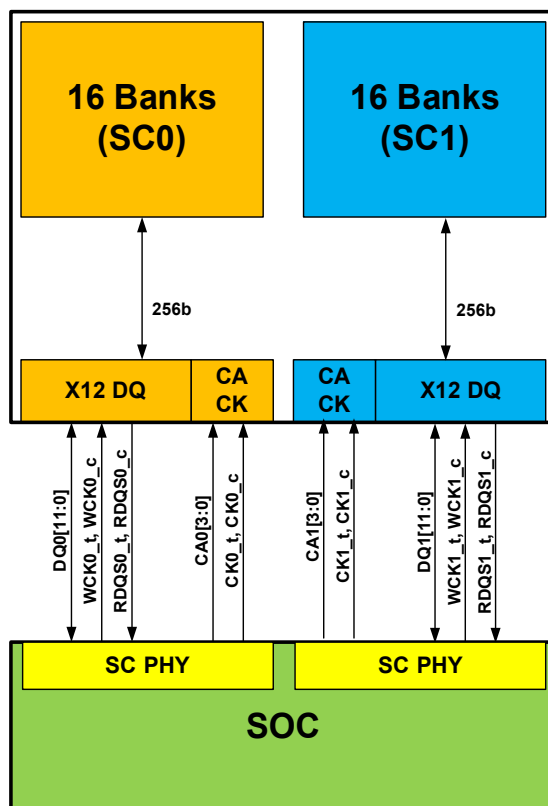 16 Banks
(SC0)
16 Banks
(SC1)
256b
256b
X12 DQ
CA
CK
CA
CK
X12 DQ
DQ0[11:0]
WCK0_t, WCK0_c
RDQS0_t, RDQS0_c
CA0[3:0]
CK0_t, CK0_c
CA1[3:0]
CK1_t, CK1_c
DQ1[11:0]
WCK1_t, WCK1_c
RDQS1_t, RDQS1_c
SC PHY
SC PHY
SOC